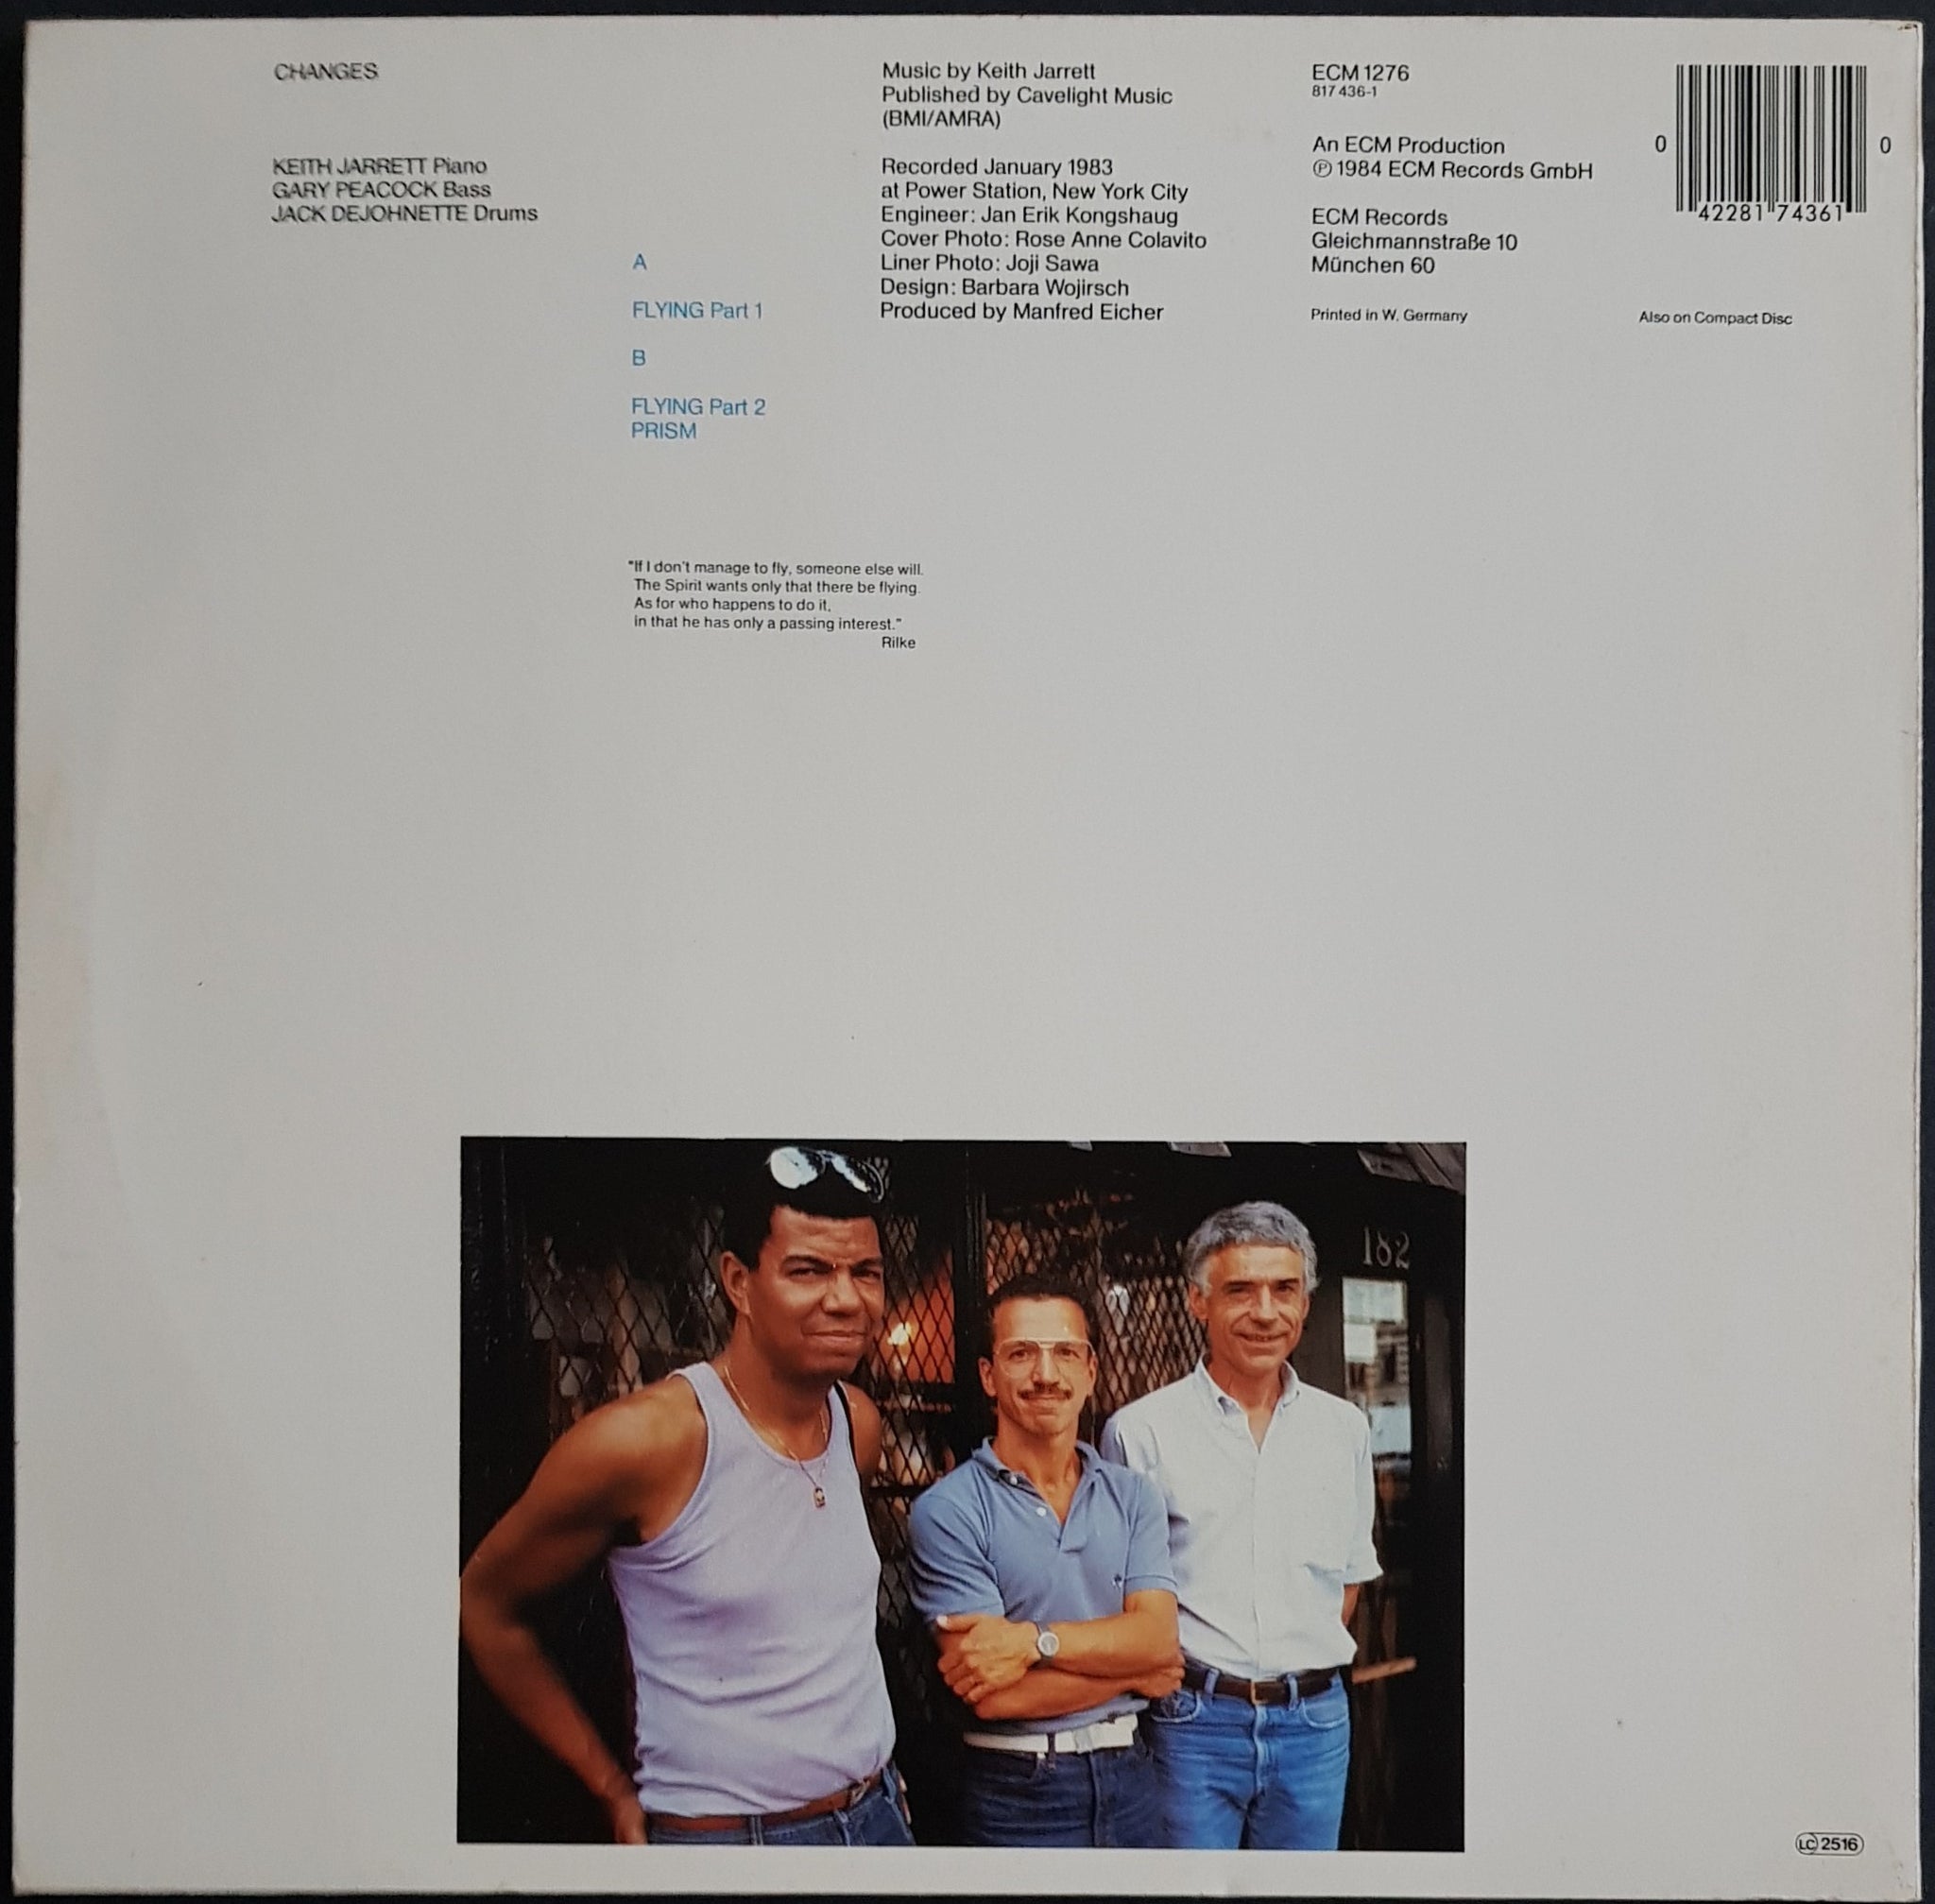 CHANGES
KEITH JARRETT Piano
GARY PEACOCK Bass
JACK DEJOHNETTE Drums
A
FLYING Part 1
B
FLYING Part 2
PRISM
"If I don't manage to fly, someone else will.
The Spirit wants only that there be flying.
As for who happens to do it,
in that he has only a passing interest."
Rilke
Music by Keith Jarrett
Published by Cavelight Music
(BMI/AMRA)
Recorded January 1983
at Power Station, New York City
Engineer: Jan Erik Kongshaug
Cover Photo: Rose Anne Colavito
Liner Photo: Joji Sawa
Design: Barbara Wojirsch
Produced by Manfred Eicher
ECM 1276
817 436-1
An ECM Production
Ⓟ 1984 ECM Records GmbH
ECM Records
Gleichmannstraße 10
München 60
Printed in W. Germany
0 42281 74361 0
Also on Compact Disc
182
LC 2516